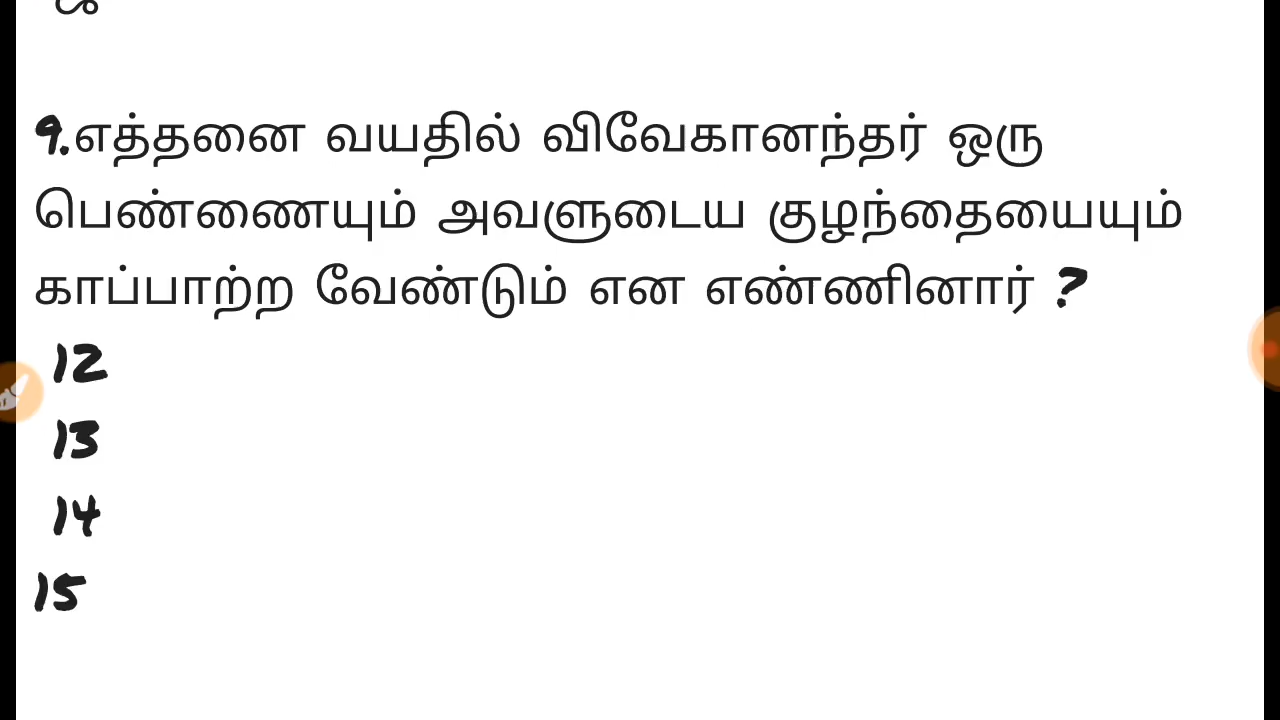 9.எத்தனை வயதில் விவேகானந்தர் ஒரு
பெண்ணையும் அவளுடைய குழந்தையையும்
காப்பாற்ற வேண்டும் என எண்ணினார் ?
12
13
14
15